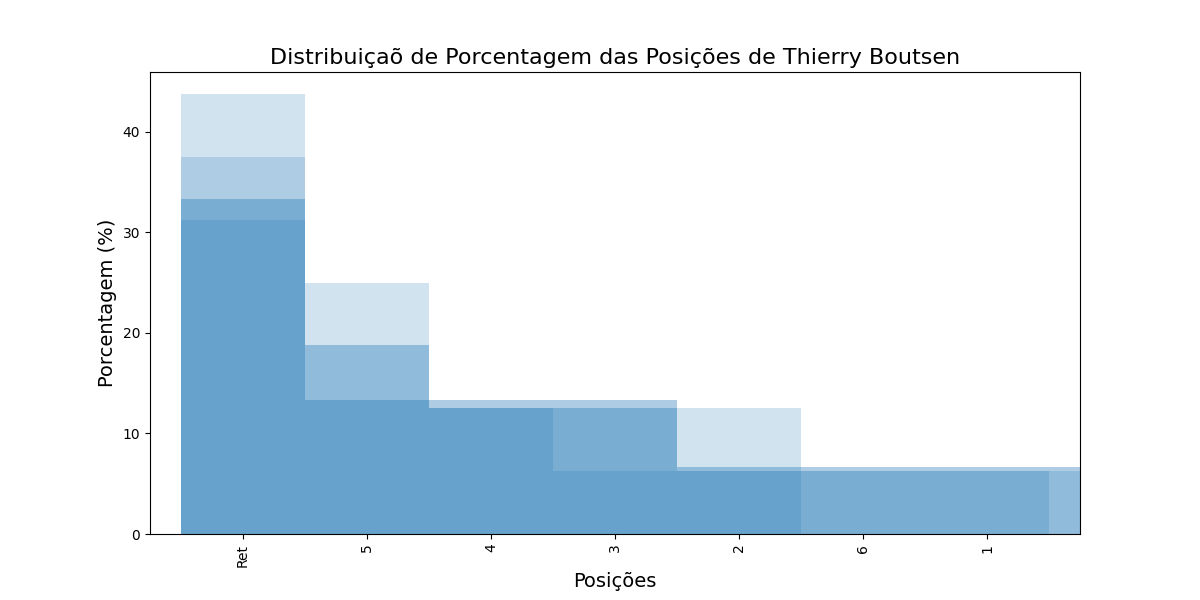 Distribuiçaõ de Porcentagem das Posições de Thierry Boutsen
Porcentagem (%)
40
30
20
10
0
Ret
5
4
3
2
6
1
Posições